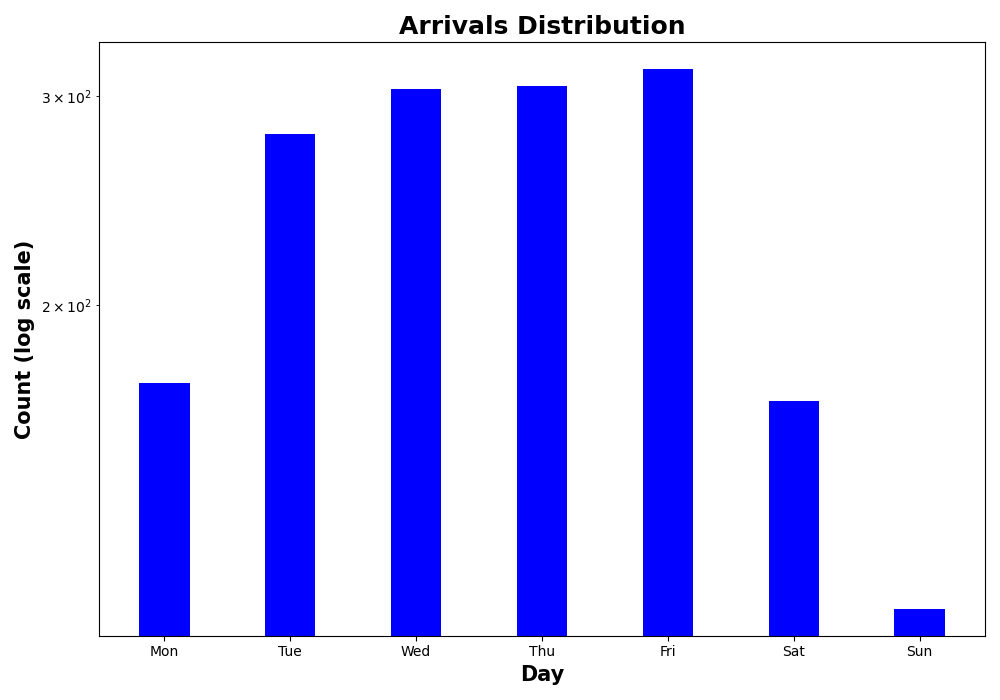 Arrivals Distribution
3 × 10²
2 × 10²
Count (log scale)
Mon Tue Wed Thu Fri Sat Sun
Day